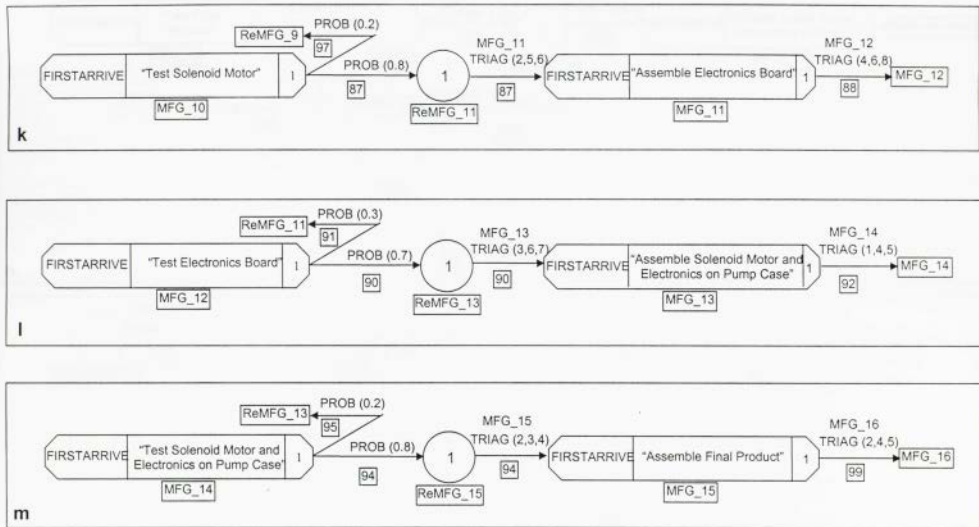 PROB (0.2)
ReMFG_9
97
MFG_11
MFG_12
FIRSTARRIVE
"Test Solenoid Motor"
1
PROB (0.8)
87
1
TRIAG (2,5,6)
87
FIRSTARRIVE
"Assemble Electronics Board"
1
TRIAG (4,6,8)
88
MFG_12
MFG_10
ReMFG_11
MFG_11
k
PROB (0.3)
ReMFG_11
91
MFG_13
MFG_14
FIRSTARRIVE
"Test Electronics Board"
1
PROB (0.7)
90
1
TRIAG (3,6,7)
90
FIRSTARRIVE
"Assemble Solenoid Motor and
Electronics on Pump Case"
1
TRIAG (1,4,5)
92
MFG_14
MFG_12
ReMFG_13
MFG_13
l
PROB (0.2)
ReMFG_13
95
MFG_15
MFG_16
FIRSTARRIVE
"Test Solenoid Motor and
Electronics on Pump Case"
1
PROB (0.8)
94
1
TRIAG (2,3,4)
94
FIRSTARRIVE
"Assemble Final Product"
1
TRIAG (2,4,5)
99
MFG_16
MFG_14
ReMFG_15
MFG_15
m